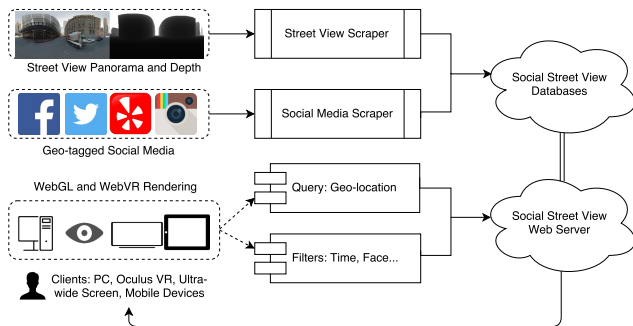 Street View Panorama and Depth
Street View Scraper
Geo-tagged Social Media
Social Media Scraper
Social Street View
Databases
WebGL and WebVR Rendering
Query: Geo-location
Filters: Time, Face...
Social Street View
Web Server
Clients: PC, Oculus VR, Ultra-
wide Screen, Mobile Devices